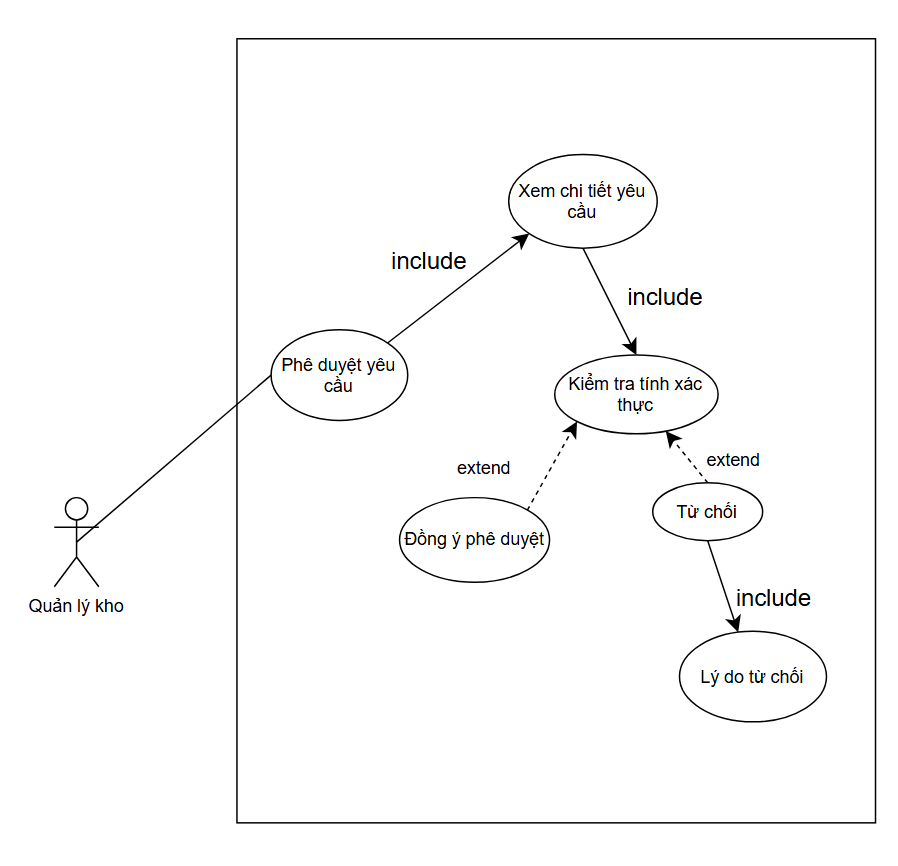 Xem chi tiết yêu
cầu
include
include
Phê duyệt yêu
cầu
Kiểm tra tính xác
thực
extend
extend
Đồng ý phê duyệt
Từ chối
Quản lý kho
include
Lý do từ chối